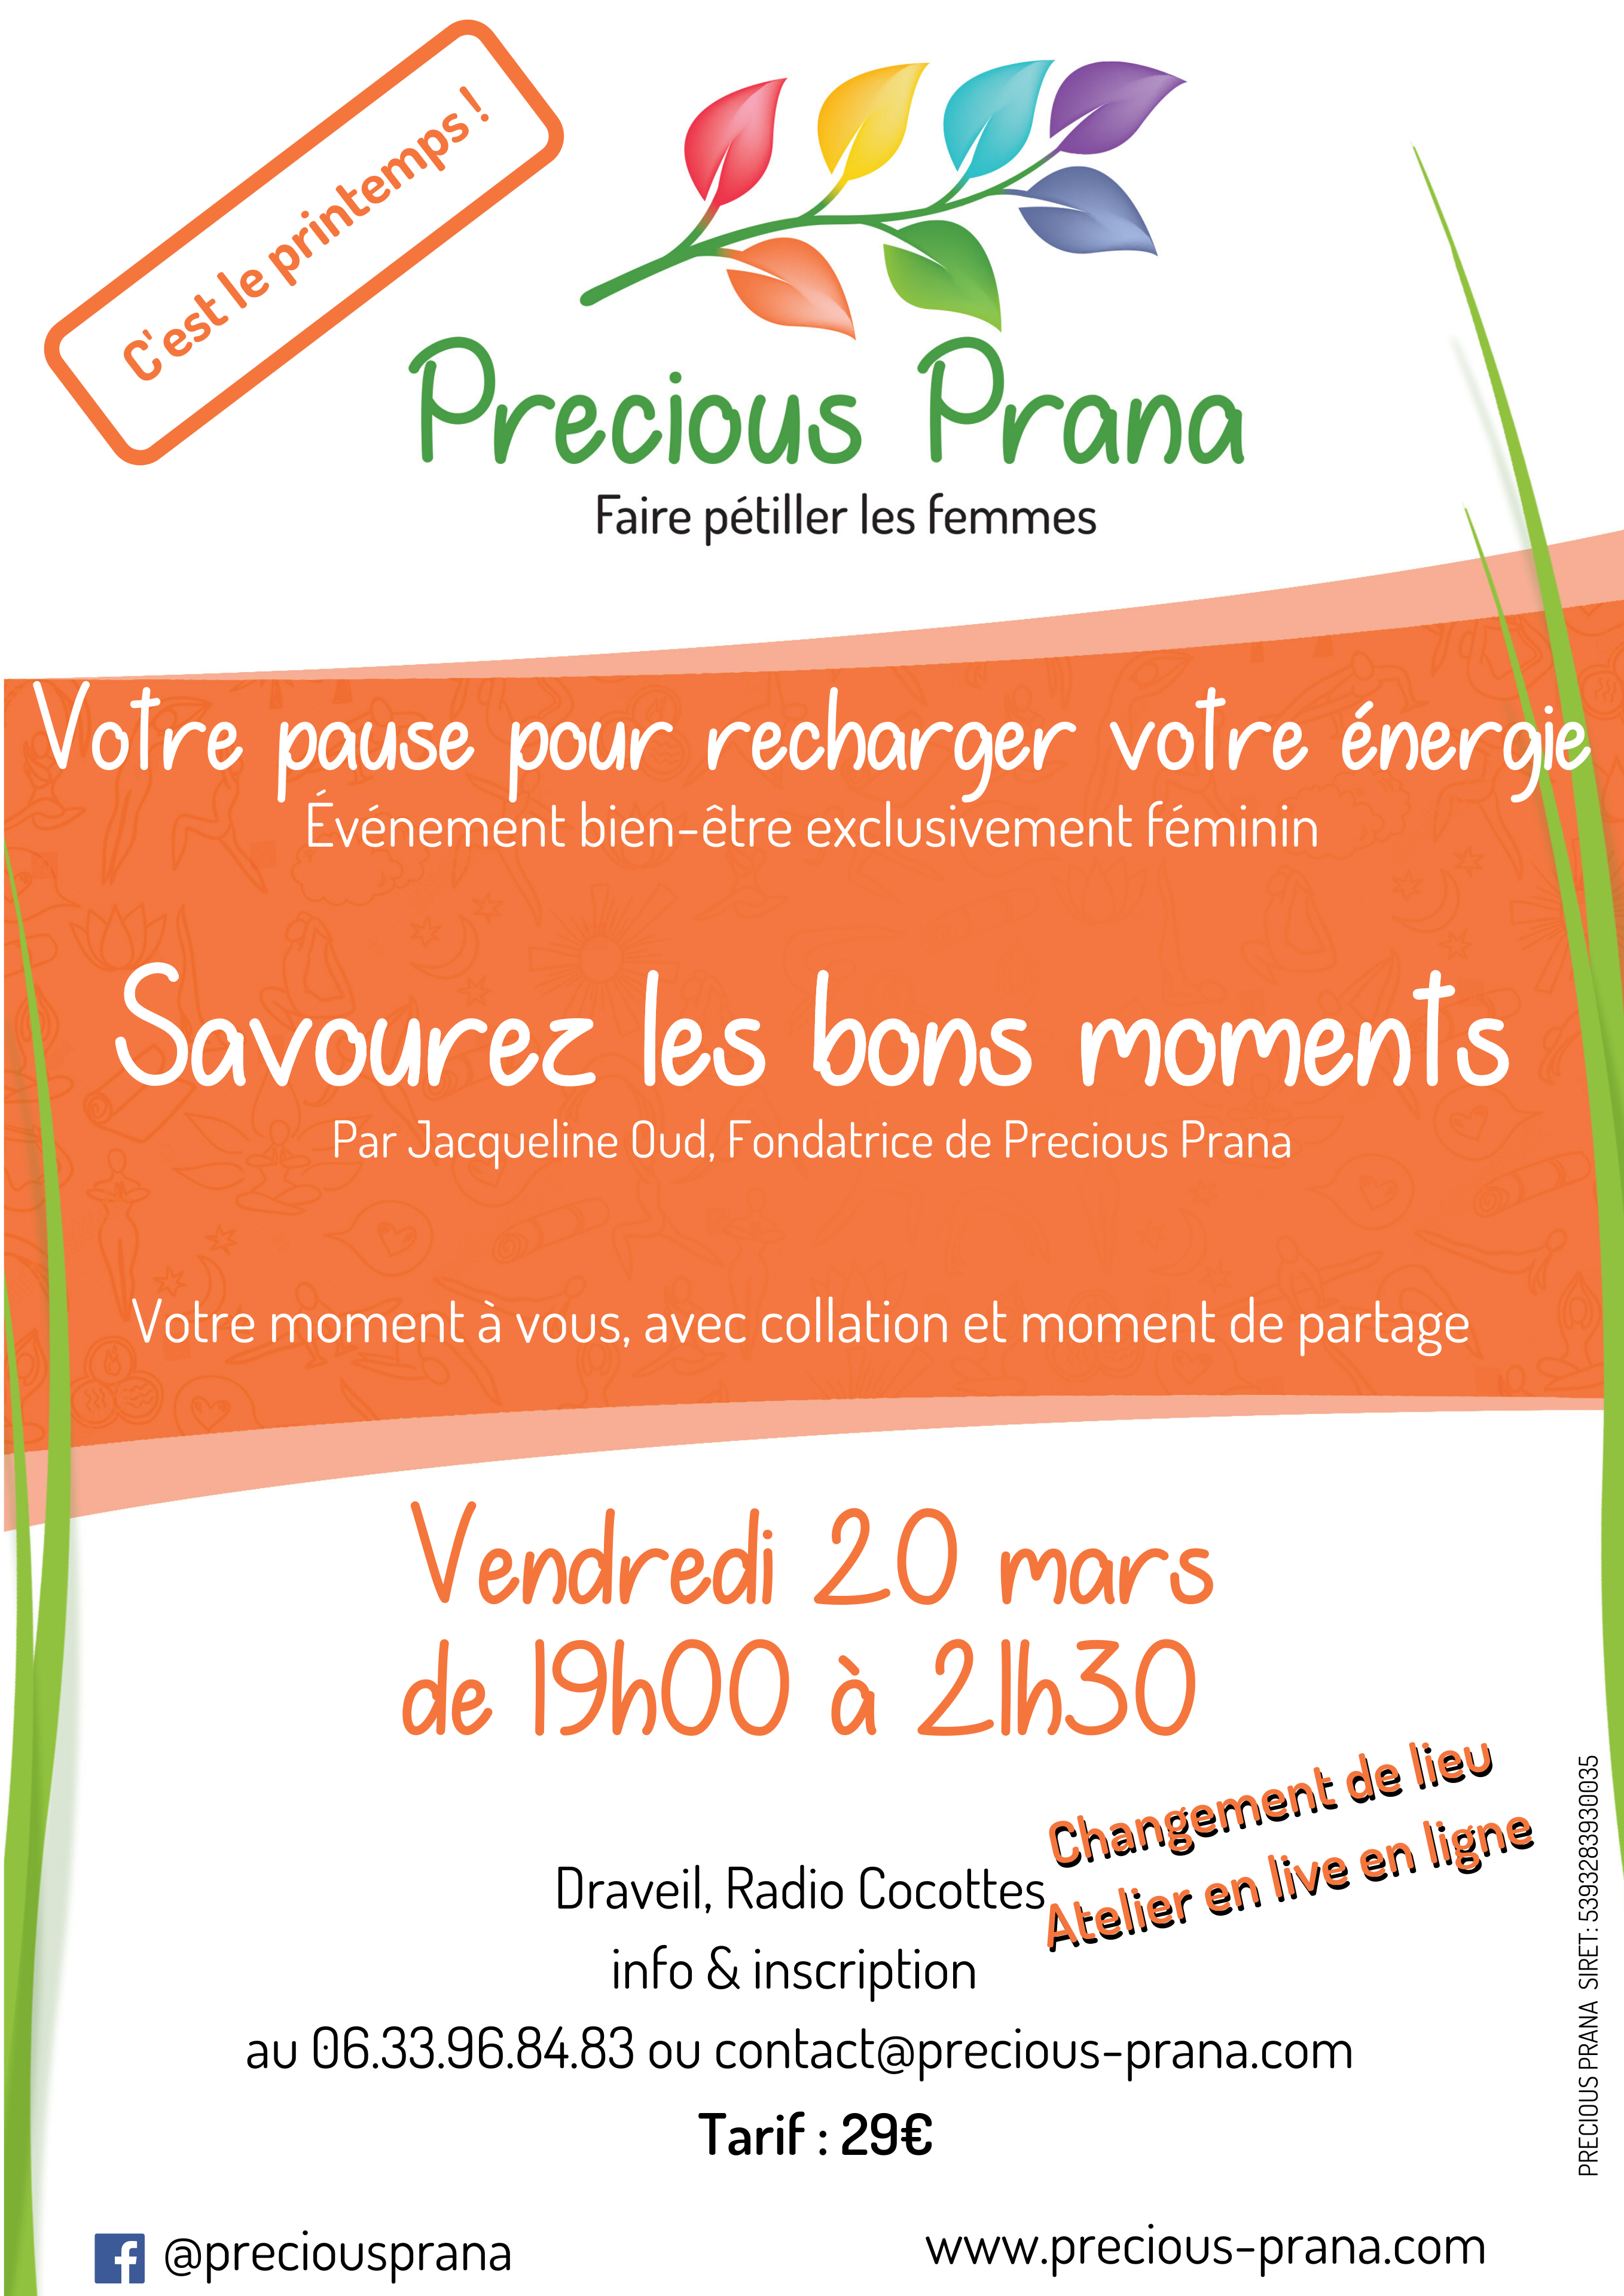 C'est le printemps !
Precious Prana
Faire pétiller les femmes
Votre pause pour recharger votre énergie
Événement bien-être exclusivement féminin
Savourez les bons moments
Par Jacqueline Oud, Fondatrice de Precious Prana
Votre moment à vous, avec collation et moment de partage
Vendredi 20 mars
de 19h00 à 21h30
Changement de lieu
Atelier en live en ligne
Draveil, Radio Cocottes
info & inscription
au 06.33.96.84.83 ou contact@precious-prana.com
Tarif : 29€
@preciousprana
www.precious-prana.com
PRECIOUS PRANA SIRET : 53932839300035